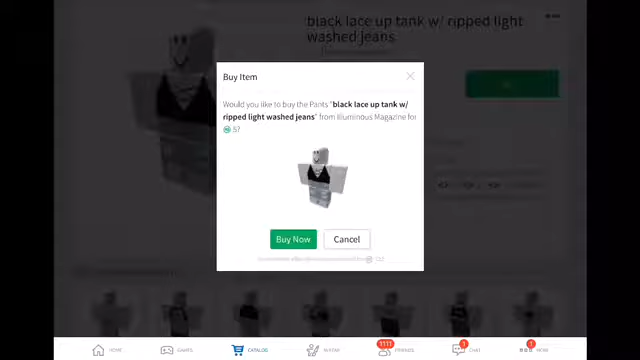 black lace up tank w/ ripped light
washed jeans
Buy Item
Would you like to buy the Pants "black lace up tank w/
ripped light washed jeans" from Illuminous Magazine for
5?
Buy Now
Cancel
HOME
GAMES
CATALOG
AVATAR
1111
FRIENDS
1
CHAT
1
MORE